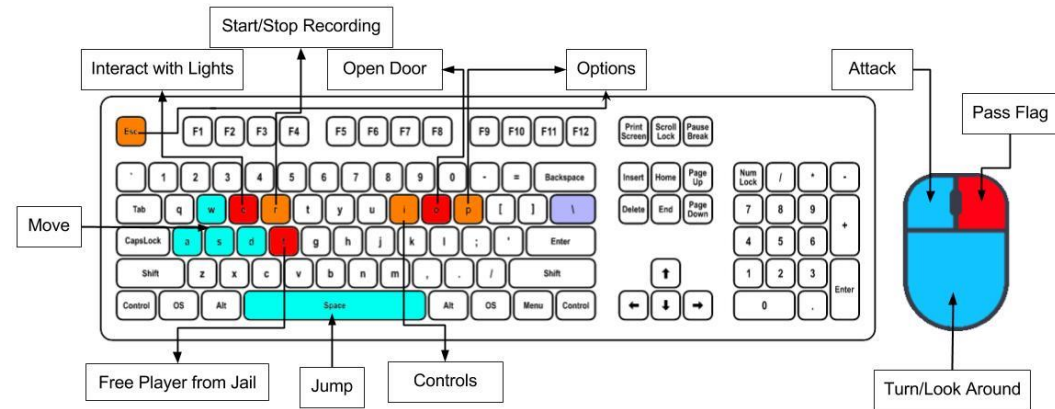 Start/Stop Recording
Interact with Lights
Open Door
Options
Attack
Pass Flag
Esc F1 F2 F3 F4 F5 F6 F7 F8 F9 F10 F11 F12 Print Screen Scroll Lock Pause Break
` 1 2 3 4 5 6 7 8 9 0 - = Backspace Insert Home Page Up Num Lock / * -
Tab q w e r t y u i o p [ ] \ Delete End Page Down 7 8 9 +
Move
CapsLock a s d f g h j k l ; ' Enter 4 5 6
Shift z x c v b n m , . / Shift 1 2 3 Enter
Control OS Alt Space Alt OS Menu Control 0 .
Free Player from Jail
Jump
Controls
Turn/Look Around